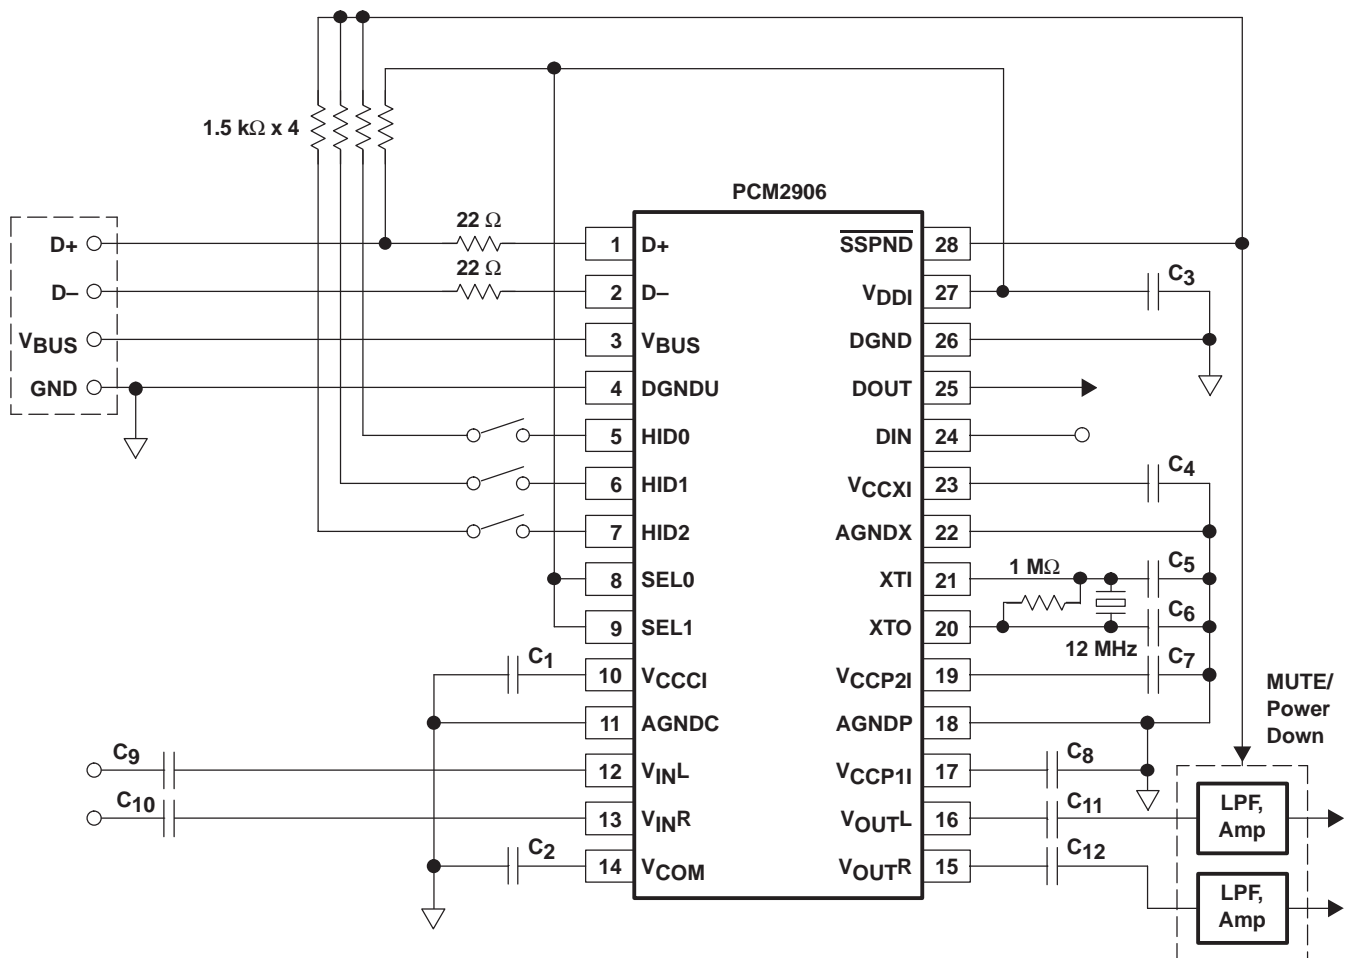 1.5 kΩ x 4
PCM2906
D+
D–
VBUS
GND
22 Ω
22 Ω
1 D+
2 D–
3 VBUS
4 DGNDU
5 HID0
6 HID1
7 HID2
8 SEL0
9 SEL1
10 VCCCI
11 AGNDC
12 VINL
13 VINR
14 VCOM
C1
C9
C10
C2
SSPND 28
VDDI 27
DGND 26
DOUT 25
DIN 24
VCCXI 23
AGNDX 22
XTI 21
XTO 20
VCCP2I 19
AGNDP 18
VCCP1I 17
VOUTL 16
VOUTR 15
C3
C4
1 MΩ
C5
C6
12 MHz
C7
C8
C11
C12
MUTE/
Power
Down
LPF,
Amp
LPF,
Amp